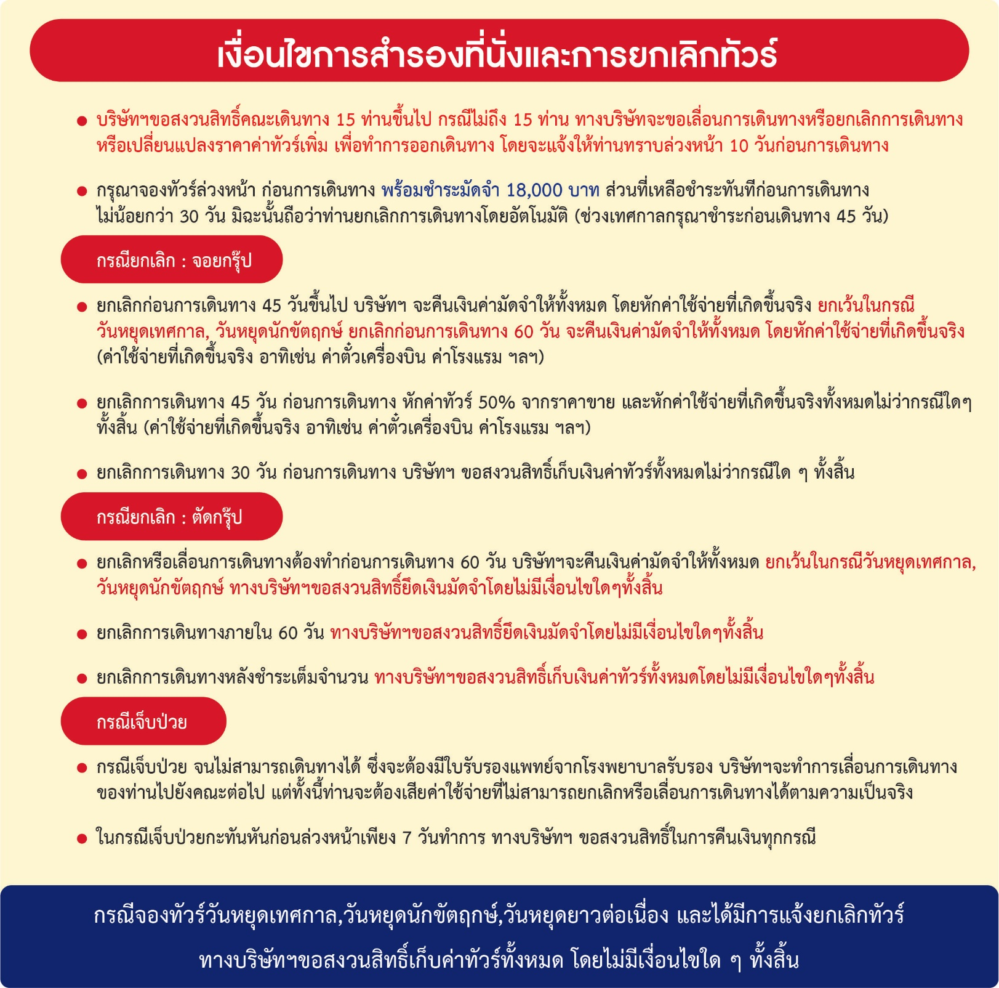 เงื่อนไขการสำรองที่นั่งและการยกเลิกทัวร์
• บริษัทฯขอสงวนสิทธิ์คณะเดินทาง 15 ท่านขึ้นไป กรณีไม่ถึง 15 ท่าน ทางบริษัทจะขอเลื่อนการเดินทางหรือยกเลิกการเดินทาง
หรือเปลี่ยนแปลงราคาค่าทัวร์เพิ่ม เพื่อทำการออกเดินทาง โดยจะแจ้งให้ท่านทราบล่วงหน้า 10 วันก่อนการเดินทาง
• กรุณาจองทัวร์ล่วงหน้า ก่อนการเดินทาง พร้อมชำระมัดจำ 18,000 บาท ส่วนที่เหลือชำระทันทีก่อนการเดินทาง
ไม่น้อยกว่า 30 วัน มิฉะนั้นถือว่าท่านยกเลิกการเดินทางโดยอัตโนมัติ (ช่วงเทศกาลกรุณาชำระก่อนเดินทาง 45 วัน)
กรณียกเลิก : จอยกรุ๊ป
• ยกเลิกก่อนการเดินทาง 45 วันขึ้นไป บริษัทฯ จะคืนเงินค่ามัดจำให้ทั้งหมด โดยหักค่าใช้จ่ายที่เกิดขึ้นจริง ยกเว้นในกรณี
วันหยุดเทศกาล, วันหยุดนักขัตฤกษ์ ยกเลิกก่อนการเดินทาง 60 วัน จะคืนเงินค่ามัดจำให้ทั้งหมด โดยหักค่าใช้จ่ายที่เกิดขึ้นจริง
(ค่าใช้จ่ายที่เกิดขึ้นจริง อาทิเช่น ค่าตั๋วเครื่องบิน ค่าโรงแรม ฯลฯ)
• ยกเลิกการเดินทาง 45 วัน ก่อนการเดินทาง หักค่าทัวร์ 50% จากราคาขาย และหักค่าใช้จ่ายที่เกิดขึ้นจริงทั้งหมดไม่ว่ากรณีใดๆ
ทั้งสิ้น (ค่าใช้จ่ายที่เกิดขึ้นจริง อาทิเช่น ค่าตั๋วเครื่องบิน ค่าโรงแรม ฯลฯ)
• ยกเลิกการเดินทาง 30 วัน ก่อนการเดินทาง บริษัทฯ ขอสงวนสิทธิ์เก็บเงินค่าทัวร์ทั้งหมดไม่ว่ากรณีใด ๆ ทั้งสิ้น
กรณียกเลิก : ตัดกรุ๊ป
• ยกเลิกหรือเลื่อนการเดินทางต้องทำก่อนการเดินทาง 60 วัน บริษัทฯจะคืนเงินค่ามัดจำให้ทั้งหมด ยกเว้นในกรณีวันหยุดเทศกาล,
วันหยุดนักขัตฤกษ์ ทางบริษัทฯขอสงวนสิทธิ์ยึดเงินมัดจำโดยไม่มีเงื่อนไขใดๆทั้งสิ้น
• ยกเลิกการเดินทางภายใน 60 วัน ทางบริษัทฯขอสงวนสิทธิ์ยึดเงินมัดจำโดยไม่มีเงื่อนไขใดๆทั้งสิ้น
• ยกเลิกการเดินทางหลังชำระเต็มจำนวน ทางบริษัทฯขอสงวนสิทธิ์เก็บเงินค่าทัวร์ทั้งหมดโดยไม่มีเงื่อนไขใดๆทั้งสิ้น
กรณีเจ็บป่วย
• กรณีเจ็บป่วย จนไม่สามารถเดินทางได้ ซึ่งจะต้องมีใบรับรองแพทย์จากโรงพยาบาลรับรอง บริษัทฯจะทำการเลื่อนการเดินทาง
ของท่านไปยังคณะต่อไป แต่ทั้งนี้ท่านจะต้องเสียค่าใช้จ่ายที่ไม่สามารถยกเลิกหรือเลื่อนการเดินทางได้ตามความเป็นจริง
• ในกรณีเจ็บป่วยกะทันหันก่อนล่วงหน้าเพียง 7 วันทำการ ทางบริษัทฯ ขอสงวนสิทธิ์ในการคืนเงินทุกกรณี
กรณีจองทัวร์วันหยุดเทศกาล,วันหยุดนักขัตฤกษ์,วันหยุดยาวต่อเนื่อง และได้มีการแจ้งยกเลิกทัวร์
ทางบริษัทฯขอสงวนสิทธิ์เก็บค่าทัวร์ทั้งหมด โดยไม่มีเงื่อนไขใด ๆ ทั้งสิ้น